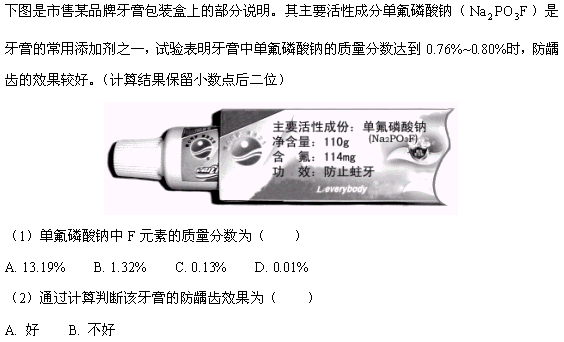 下图是市售某品牌牙膏包装盒上的部分说明。其主要活性成分单氟磷酸钠（Na₂PO₃F）是
牙膏的常用添加剂之一，试验表明牙膏中单氟磷酸钠的质量分数达到 0.76%~0.80%时，防龋
齿的效果较好。（计算结果保留小数点后二位）
主要活性成份：单氟磷酸钠
(Na₂PO₃F)
净含量：110g
含 氟：114mg
功 效：防止蛀牙
L.everybody
（1）单氟磷酸钠中 F 元素的质量分数为（  ）
A. 13.19% B. 1.32% C. 0.13% D. 0.01%
（2）通过计算判断该牙膏的防龋齿效果为（  ）
A. 好 B. 不好